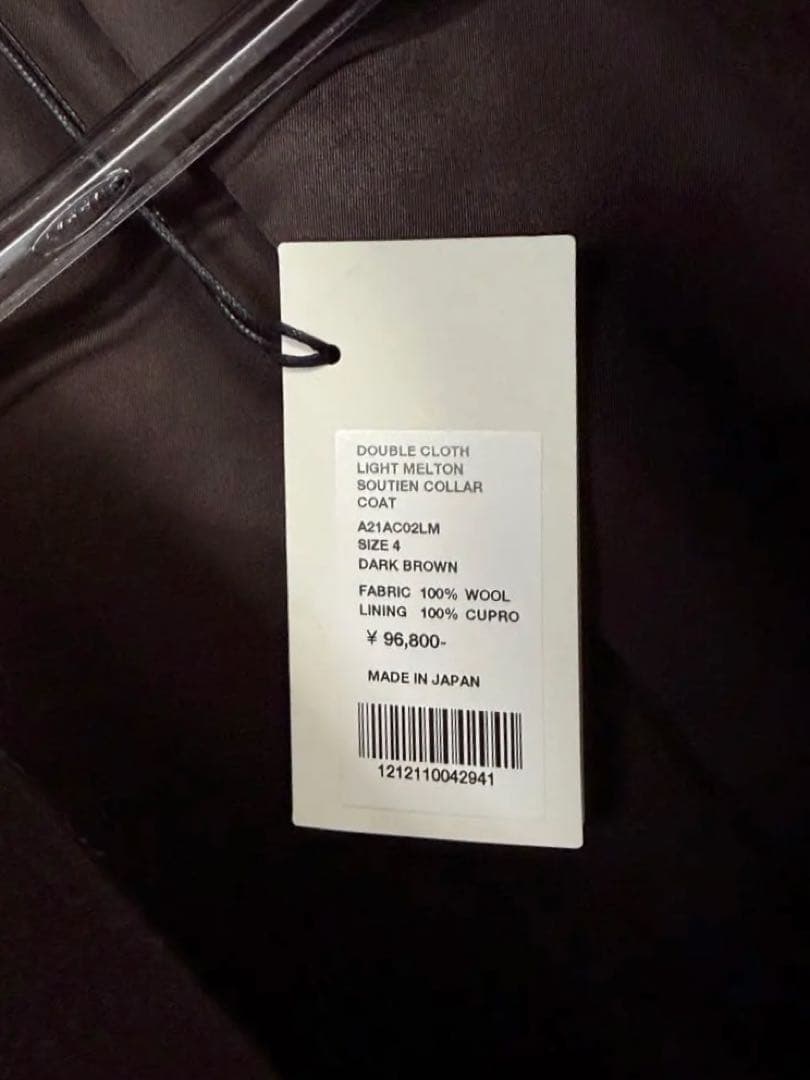 DOUBLE CLOTH
LIGHT MELTON
SOUTIEN COLLAR
COAT
A21AC02LM
SIZE 4
DARK BROWN
FABRIC 100% WOOL
LINING 100% CUPRO
¥ 96,800-
MADE IN JAPAN
1212110042941